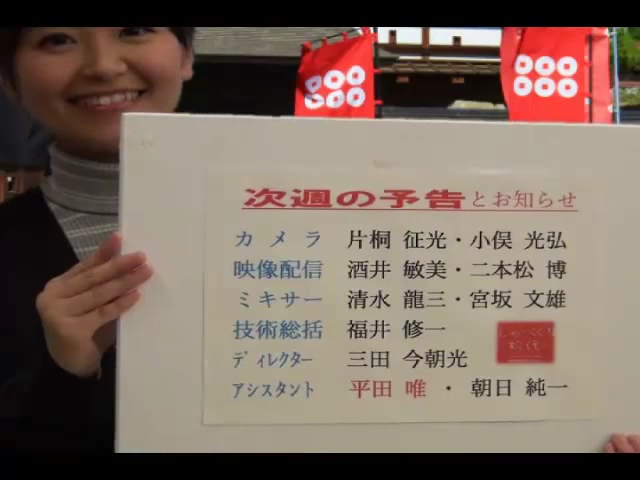 次週の予告とお知らせ
カメラ 片桐 征光・小俣 光弘
映像配信 酒井 敏美・二本松 博
ミキサー 清水 龍三・宮坂 文雄
技術総括 福井 修一
ディレクター 三田 今朝光
アシスタント 平田 唯 ・ 朝日 純一